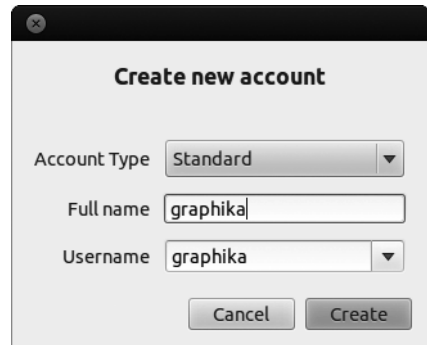 Create new account
Account Type Standard
Full name graphika
Username graphika
Cancel Create